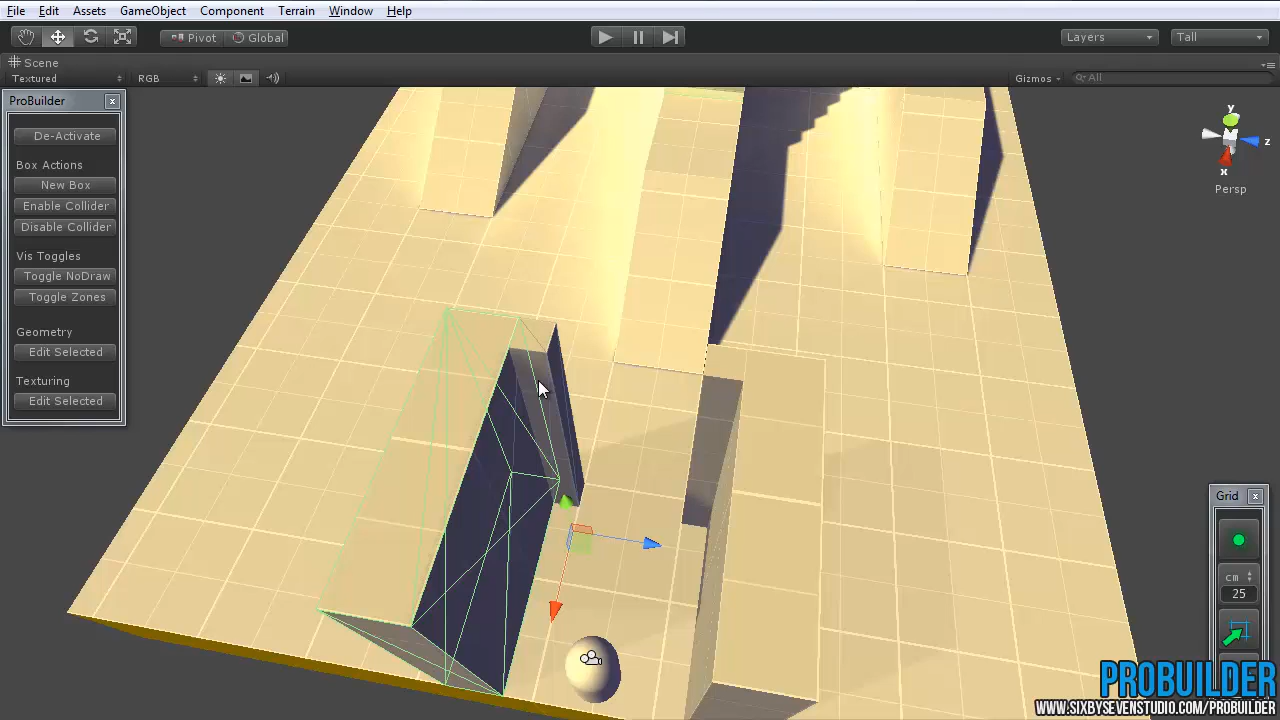 File Edit Assets GameObject Component Terrain Window Help
Pivot Global Layers Tall
Scene
Textured RGB Gizmos All
ProBuilder
De-Activate
Box Actions
New Box
Enable Collider
Disable Collider
Vis Toggles
Toggle NoDraw
Toggle Zones
Geometry
Edit Selected
Texturing
Edit Selected
y
z
x
Persp
Grid
cm
25
PROBUILDER
WWW.SIXBYSEVENSTUDIO.COM/PROBUILDER